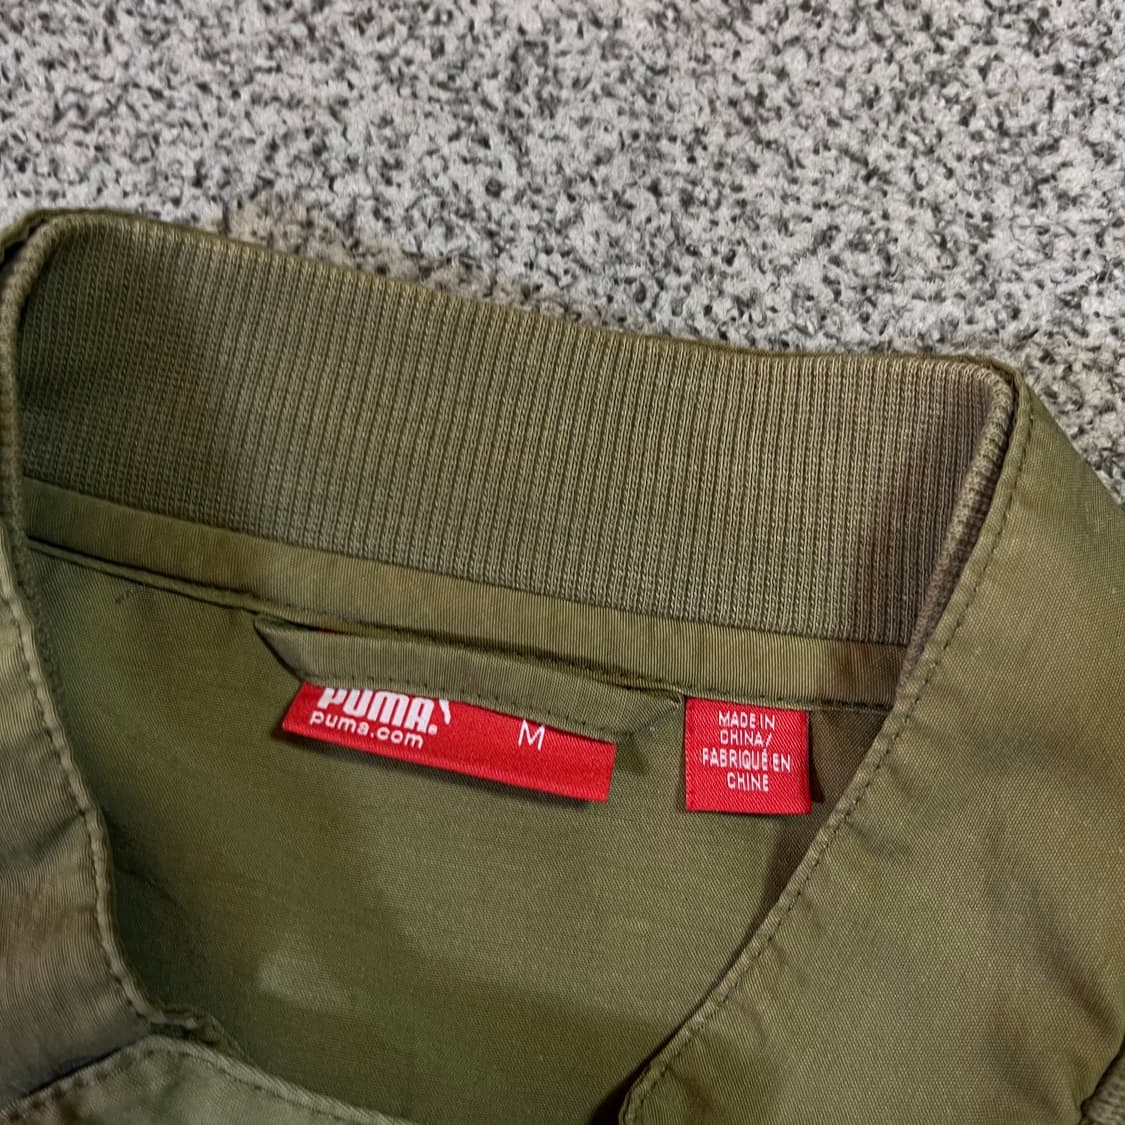 PUMA
puma.com
M
MADE IN
CHINA/
FABRIQUÉ EN
CHINE